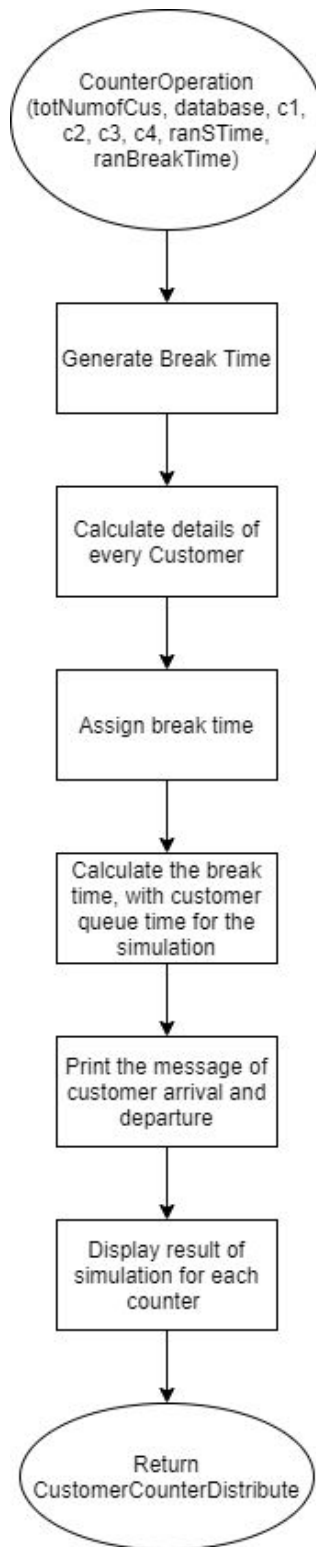 CounterOperation
(totNumofCus, database, c1,
c2, c3, c4, ranSTime,
ranBreakTime)
Generate Break Time
Calculate details of
every Customer
Assign break time
Calculate the break
time, with customer
queue time for the
simulation
Print the message of
customer arrival and
departure
Display result of
simulation for each
counter
Return
CustomerCounterDistribute